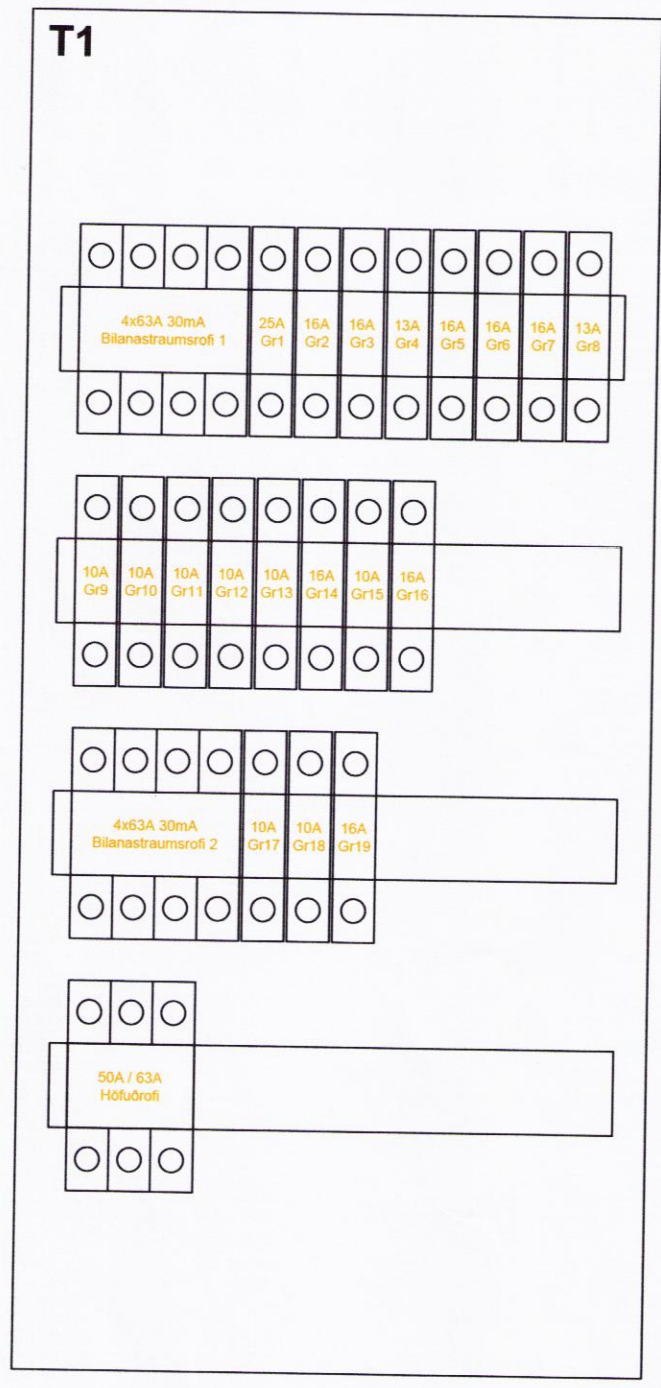 T1
4x63A 30mA
Bilanastraumsrofi 1
25A
Gr1
16A
Gr2
16A
Gr3
13A
Gr4
16A
Gr5
16A
Gr6
16A
Gr7
13A
Gr8
10A
Gr9
10A
Gr10
10A
Gr11
10A
Gr12
10A
Gr13
16A
Gr14
10A
Gr15
16A
Gr16
4x63A 30mA
Bilanastraumsrofi 2
10A
Gr17
10A
Gr18
16A
Gr19
50A / 63A
Höfuðrofi